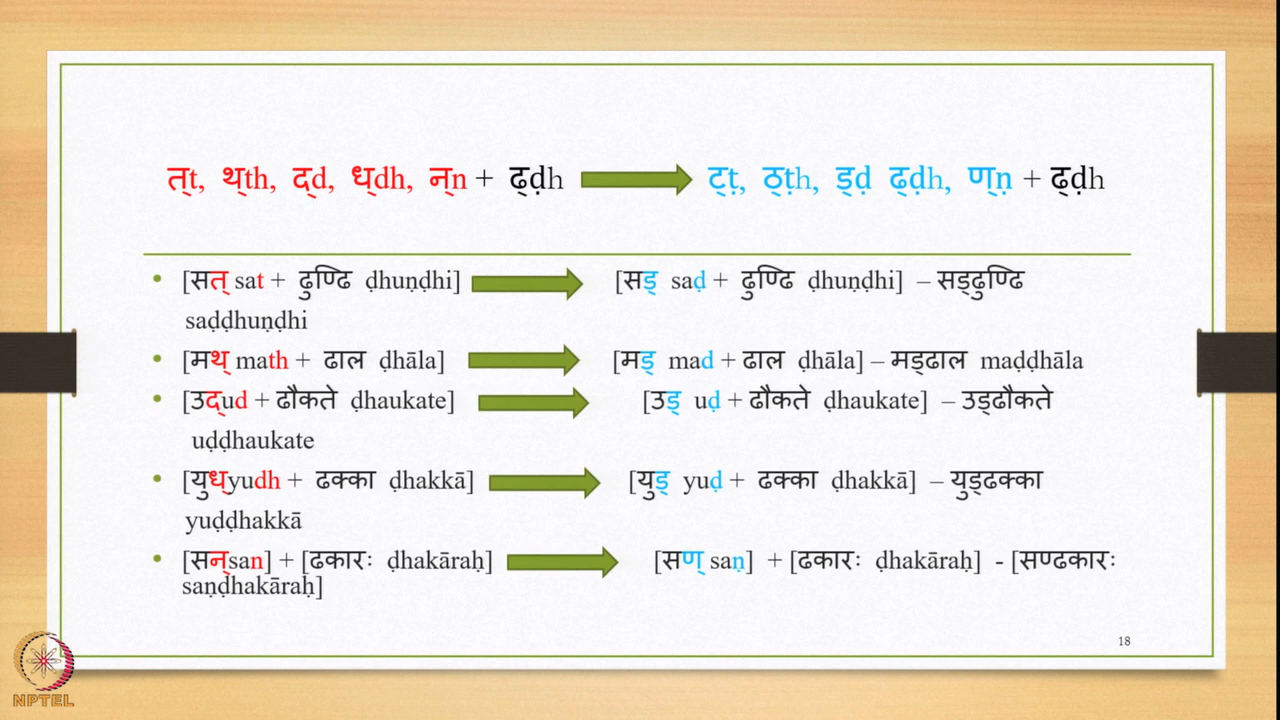 त्t, थ्th, द्d, ध्dh, न्n + ढ्ḍh ट्ṭ, ठ्ṭh, ड्ḍ ढ्ḍh, ण्ṇ + ढ्ḍh
• [सत् sat + ढुण्ढि ḍhuṇḍhi] [सड् saḍ + ढुण्ढि ḍhuṇḍhi] – सड्ढुण्ढि
saḍḍhuṇḍhi
• [मथ् math + ढाल ḍhāla] [मड् mad + ढाल ḍhāla] – मड्ढाल maḍḍhāla
• [उद्ud + ढौकते ḍhaukate] [उड् uḍ + ढौकते ḍhaukate] – उड्ढौकते
uḍḍhaukate
• [युध्yudh + ढक्का ḍhakkā] [युड् yuḍ + ढक्का ḍhakkā] – युड्ढक्का
yuḍḍhakkā
• [सन्san] + [ढकारः ḍhakāraḥ] [सण् saṇ] + [ढकारः ḍhakāraḥ] - [सण्ढकारः
saṇḍhakāraḥ]
18
NPTEL